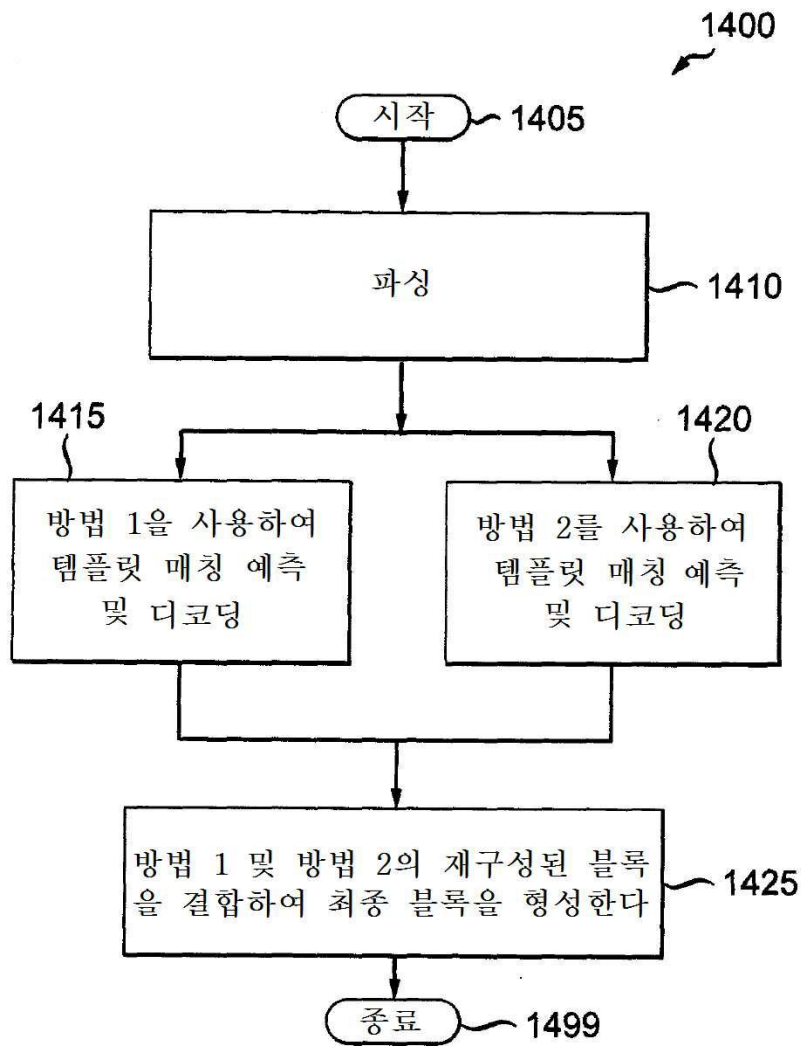 1400
시작
1405
파싱
1410
1415
1420
방법 1을 사용하여
템플릿 매칭 예측
및 디코딩
방법 2를 사용하여
템플릿 매칭 예측
및 디코딩
방법 1 및 방법 2의 재구성된 블록
을 결합하여 최종 블록을 형성한다
1425
종료
1499